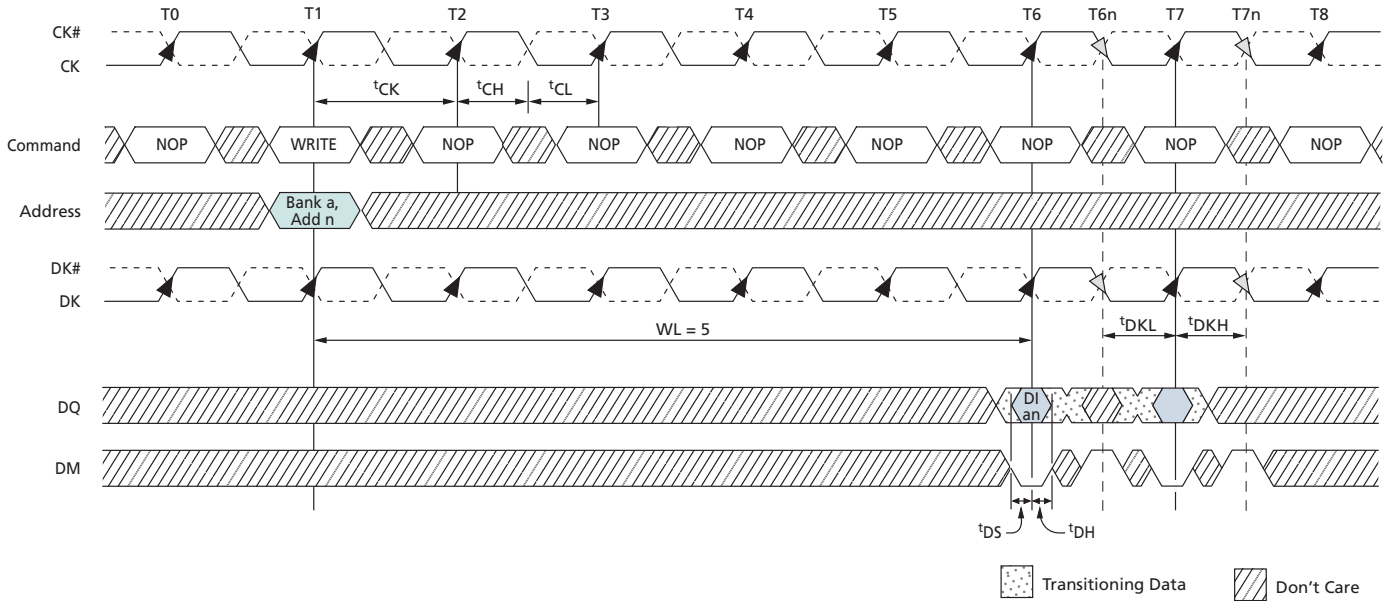 T0 T1 T2 T3 T4 T5 T6 T6n T7 T7n T8
CK#
CK
tCK tCH tCL
Command NOP WRITE NOP NOP NOP NOP NOP NOP NOP
Address Bank a,
Add n
DK#
DK
WL = 5 tDKL tDKH
DQ DI
an
DM
tDS tDH
Transitioning Data Don't Care